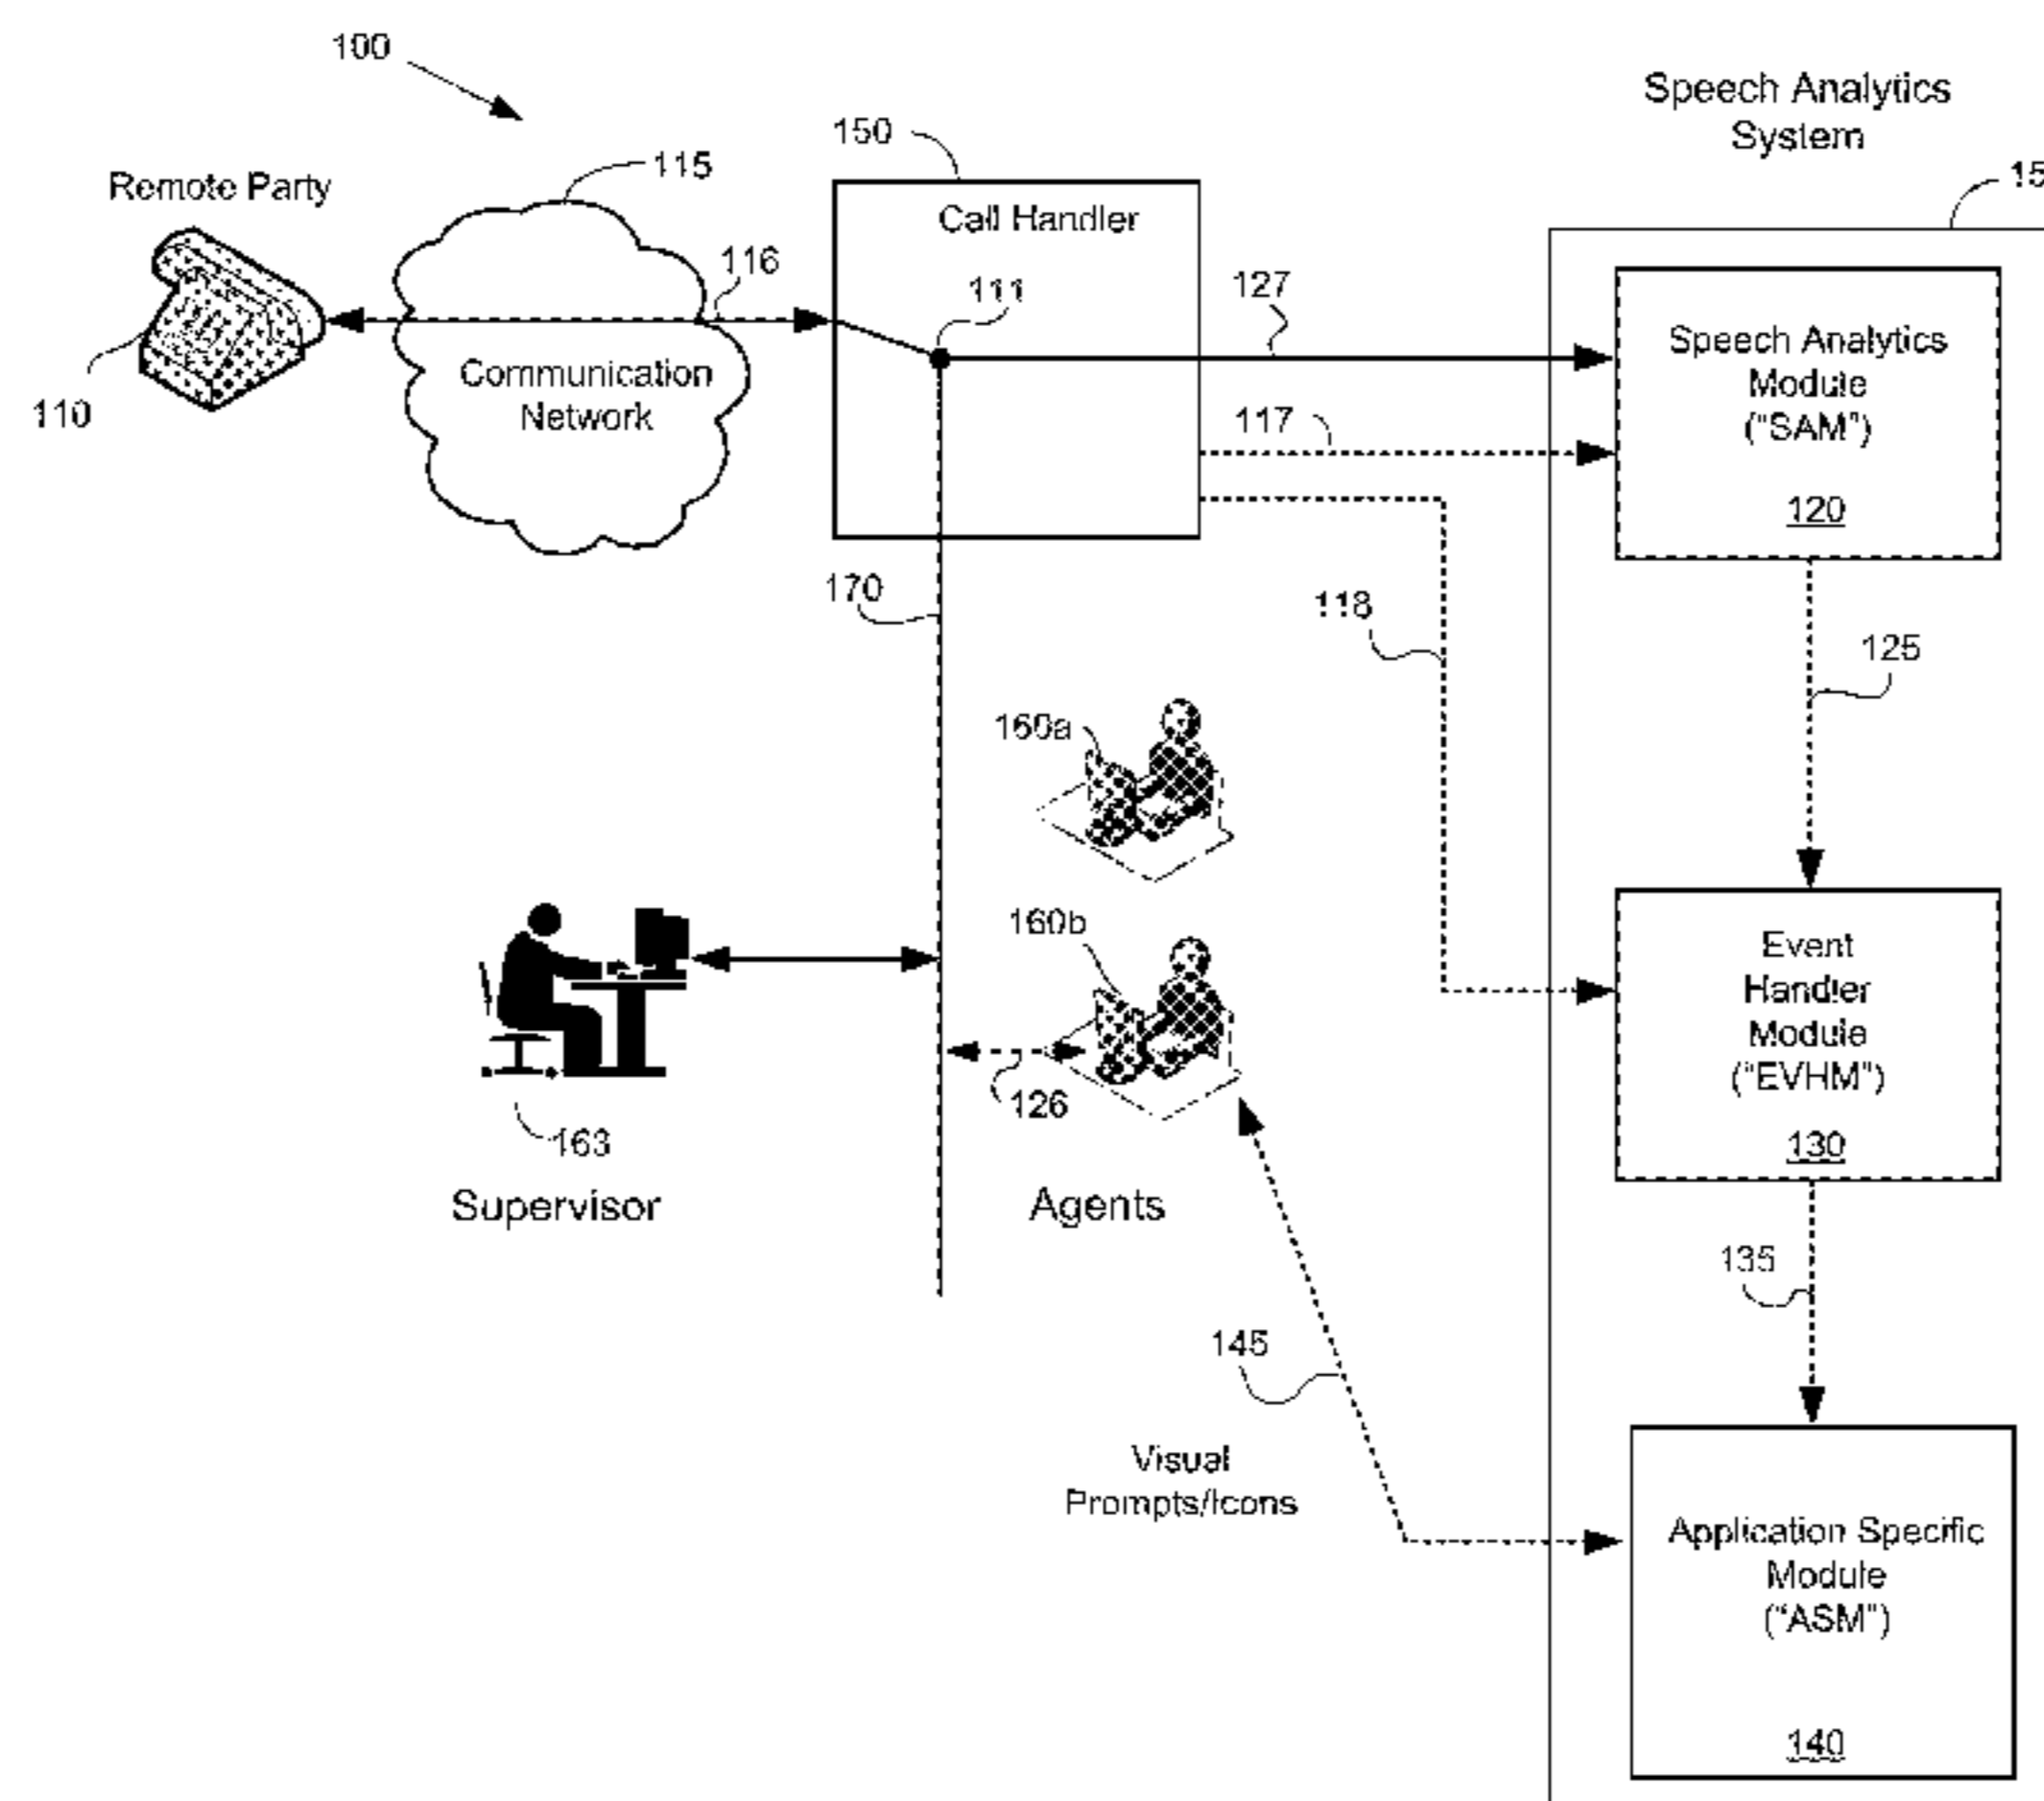 100
Speech Analytics
System
150
115
15
Remote Party
Call Handler
116
111
127
Speech Analytics
Module
("SAM")
120
Communication
Network
110
117
170
118
125
160a
160b
Event
Handler
Module
("EVHM")
130
126
163
Supervisor
Agents
135
145
Visual
Prompts/Icons
Application Specific
Module
("ASM")
140